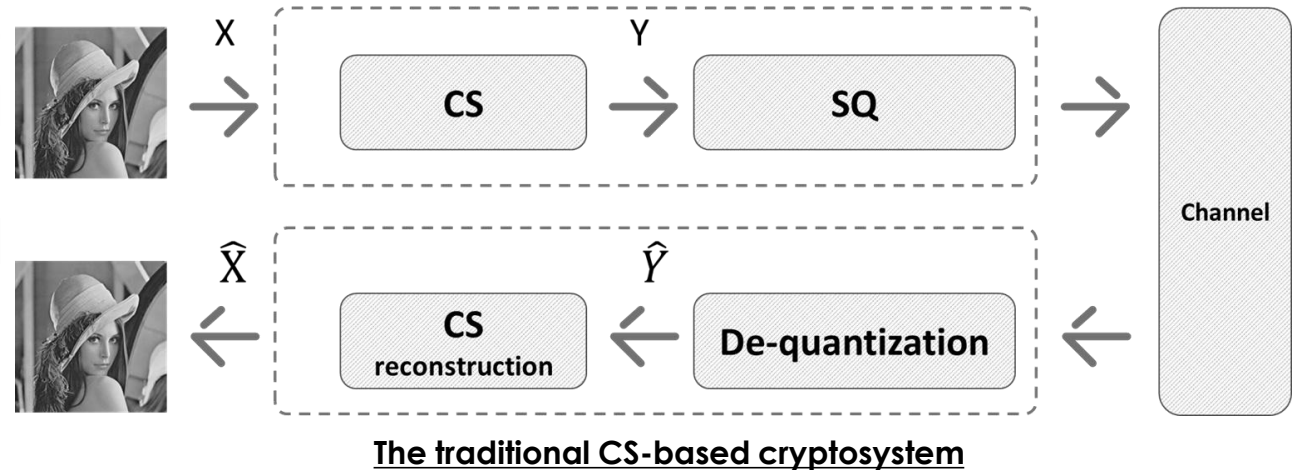 X
Y
CS
SQ
Channel
X̂
Ŷ
CS
reconstruction
De-quantization
The traditional CS-based cryptosystem